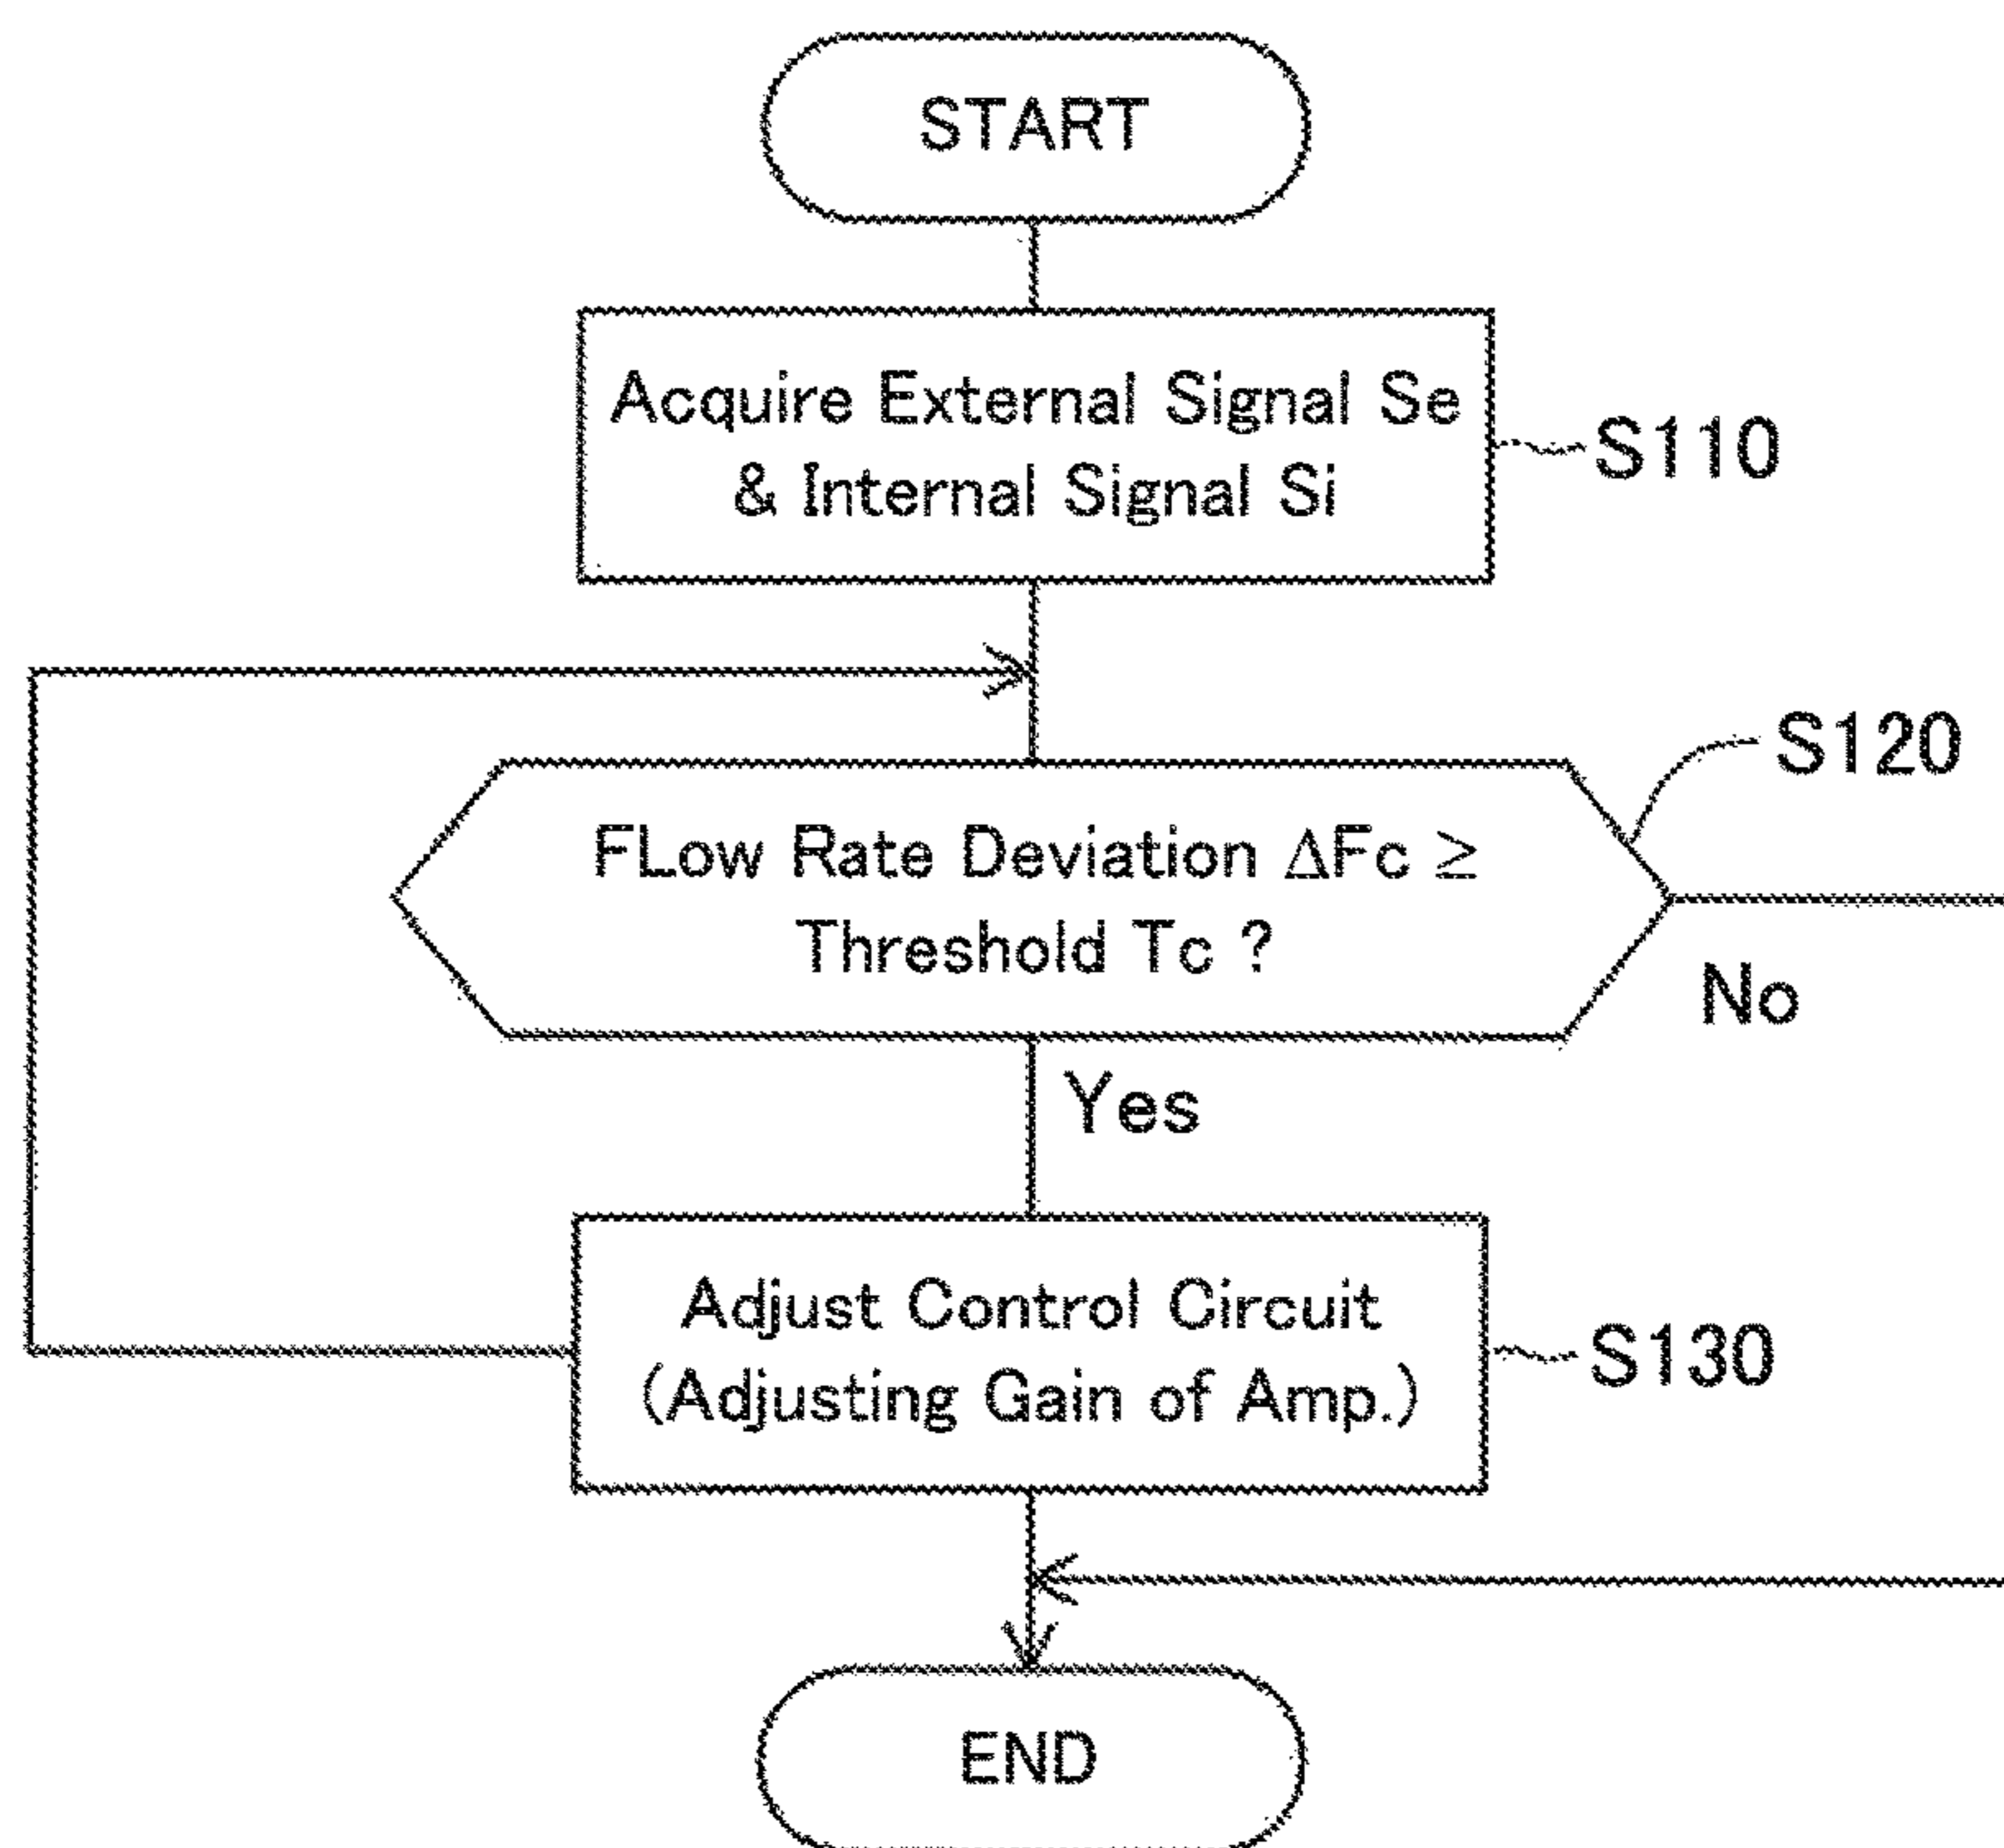 START
Acquire External Signal Se
& Internal Signal Si
S110
S120
FLow Rate Deviation ΔFc ≥
Threshold Tc ?
No
Yes
Adjust Control Circuit
(Adjusting Gain of Amp.)
S130
END